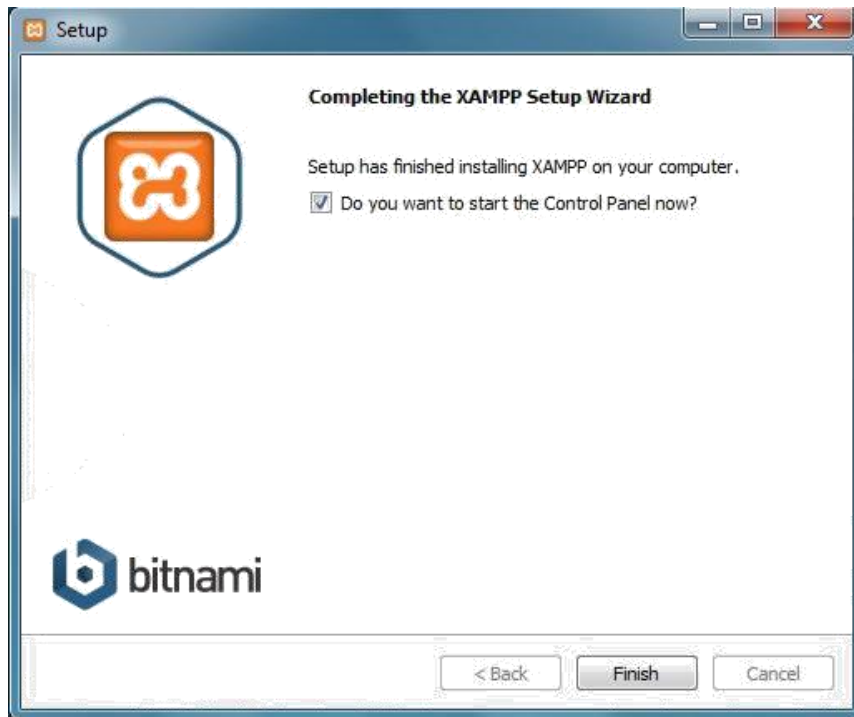 Setup
Completing the XAMPP Setup Wizard
Setup has finished installing XAMPP on your computer.
Do you want to start the Control Panel now?
bitnami
< Back
Finish
Cancel